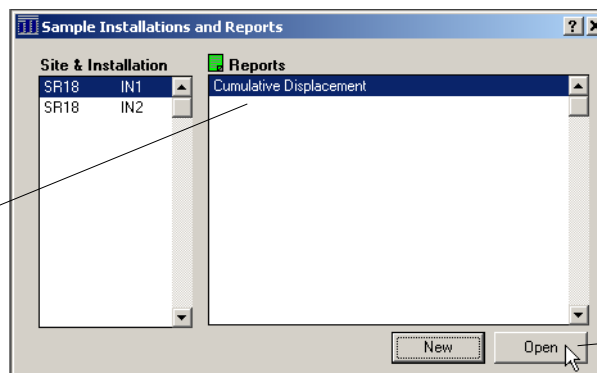 Sample Installations and Reports
Site & Installation
Reports
SR18 IN1
SR18 IN2
Cumulative Displacement
New
Open